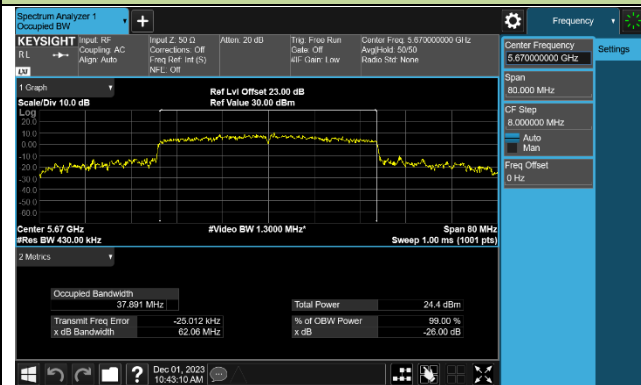 Spectrum Analyzer 1
Occupied BW
+
Frequency
KEYSIGHT
RL
Input: RF
Coupling: AC
Align: Auto
Input Z: 50 Ω
Corrections: Off
Freq Ref: Int (S)
NFE: Off
Atten: 20 dB
Trig: Free Run
Gate: Off
#IF Gain: Low
Center Freq: 5.670000000 GHz
Avg|Hold: 50/50
Radio Std: None
1 Graph
Scale/Div 10.0 dB
Ref Lvl Offset 23.00 dB
Ref Value 30.00 dBm
Log
20.0
10.0
0.00
-10.0
-20.0
-30.0
-40.0
-50.0
-60.0
Center 5.67 GHz
#Res BW 430.00 kHz
#Video BW 1.3000 MHz*
Span 80 MHz
Sweep 1.00 ms (1001 pts)
2 Metrics
Occupied Bandwidth
37.891 MHz
Total Power 24.4 dBm
Transmit Freq Error -25.012 kHz
% of OBW Power 99.00 %
x dB Bandwidth 62.06 MHz
x dB -26.00 dB
Center Frequency
5.670000000 GHz
Settings
Span
80.000 MHz
CF Step
8.000000 MHz
Auto
Man
Freq Offset
0 Hz
?
Dec 01, 2023
10:43:10 AM